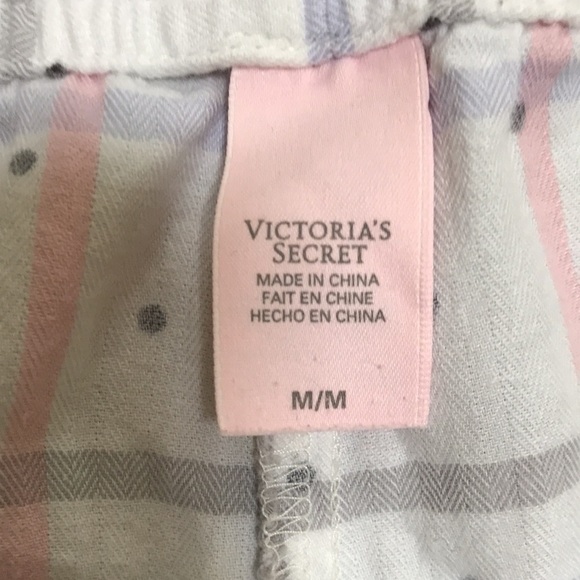 VICTORIA'S
SECRET
MADE IN CHINA
FAIT EN CHINE
HECHO EN CHINA
M/M